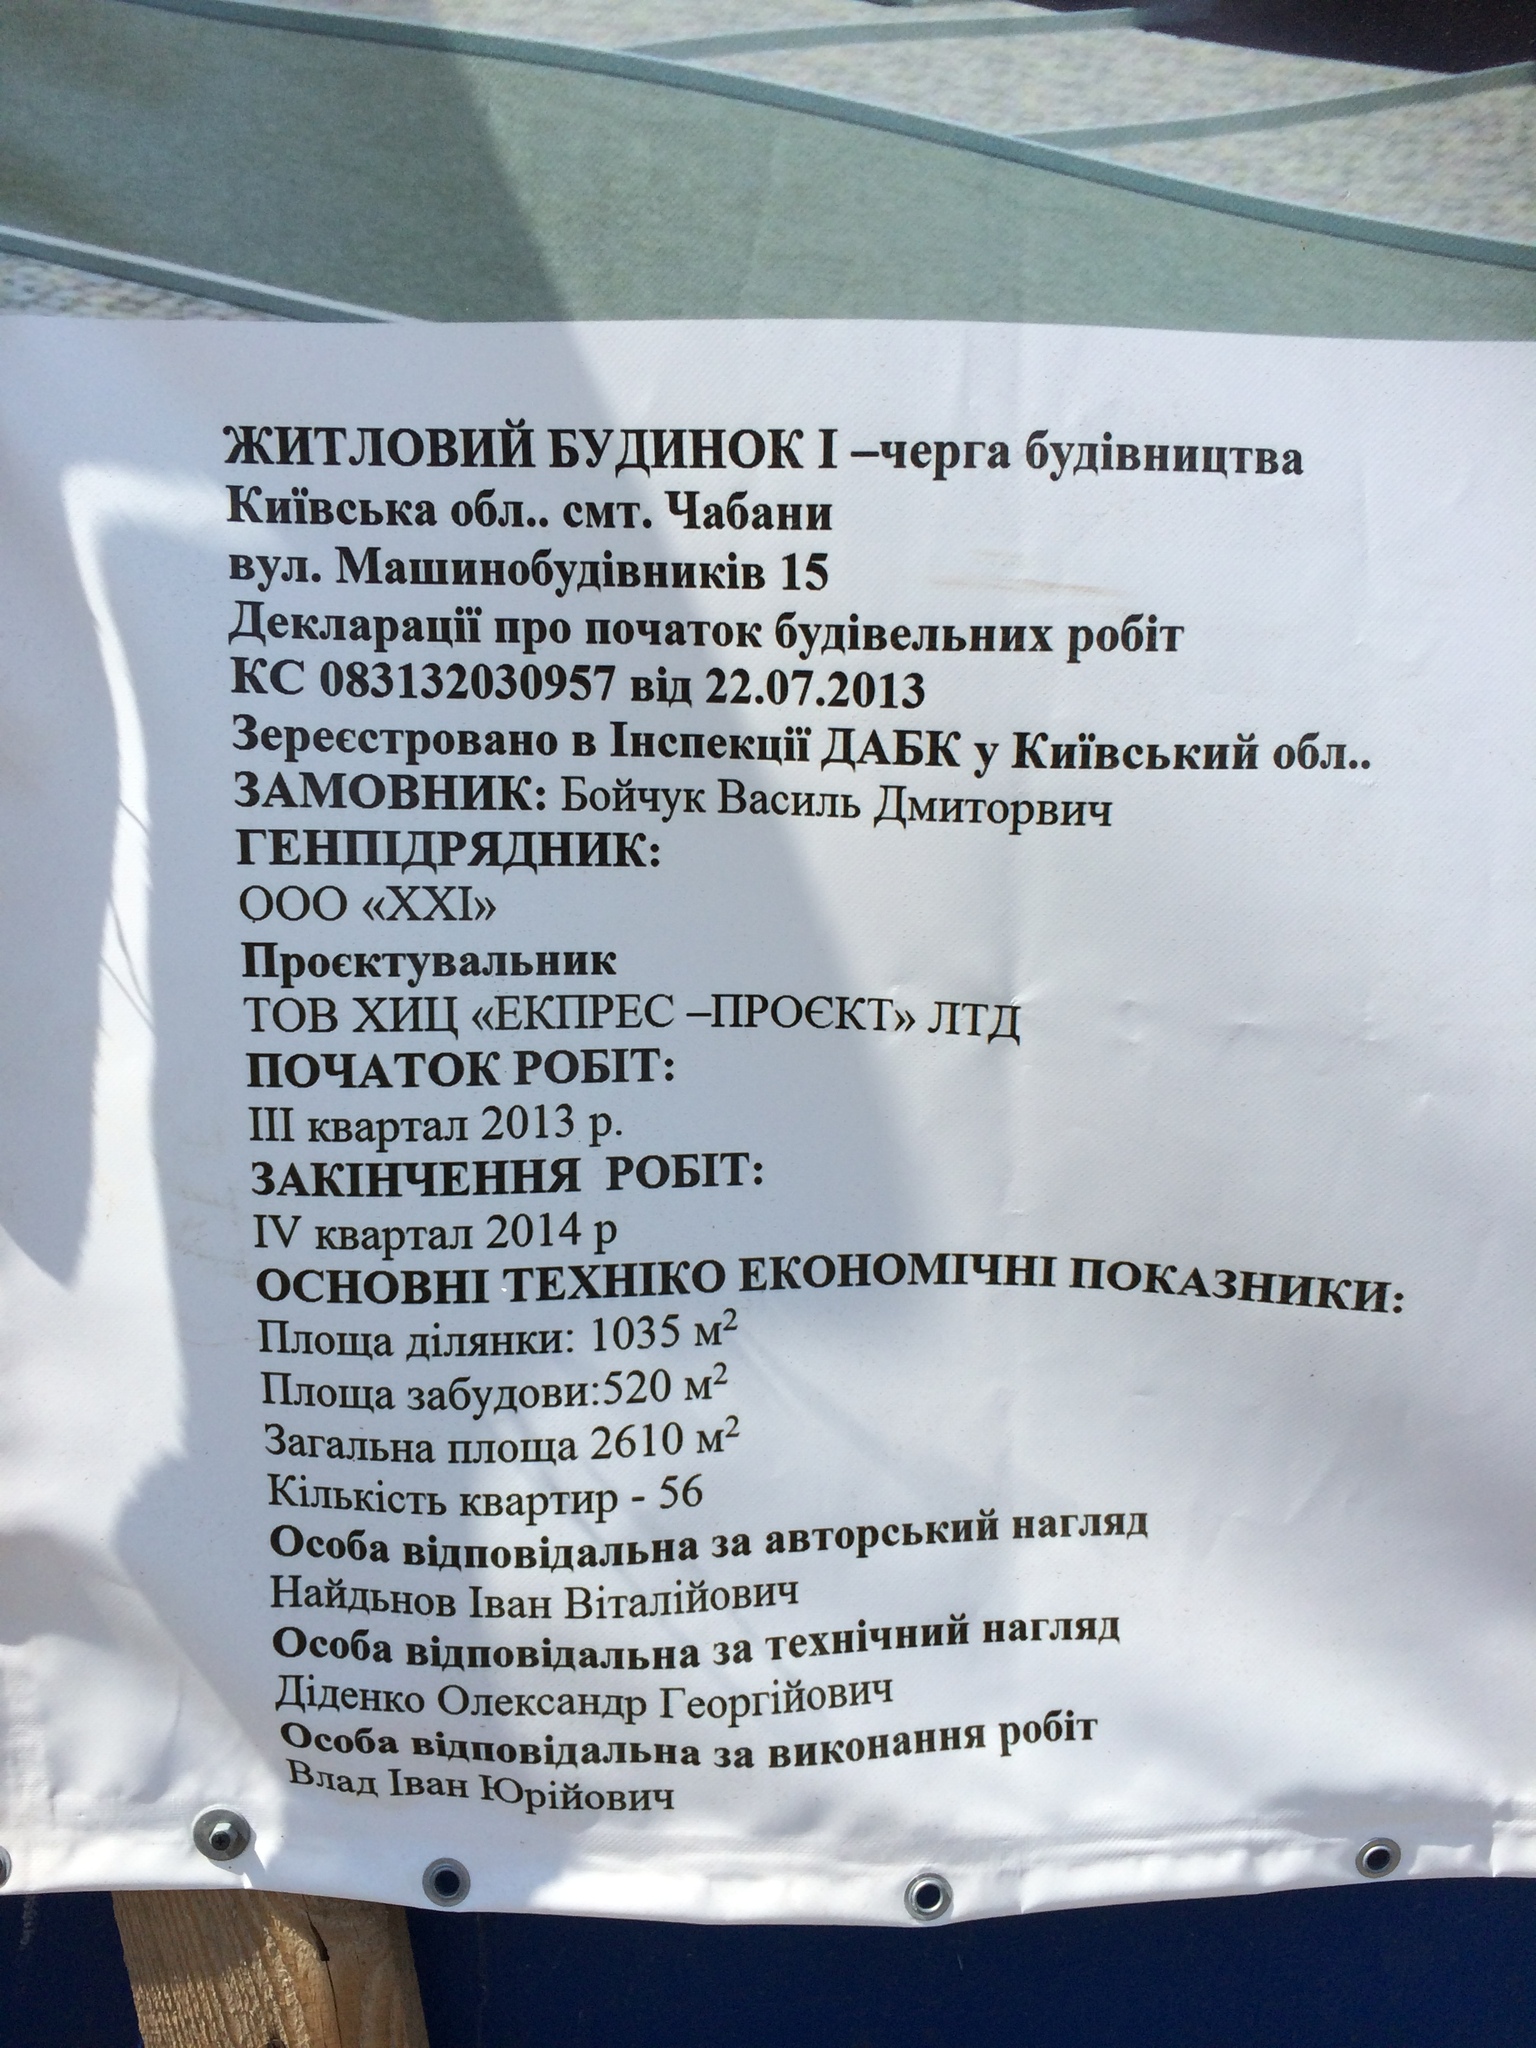 ЖИТЛОВИЙ БУДИНОК І –черга будівництва
Київська обл.. смт. Чабани
вул. Машинобудівників 15
Декларації про початок будівельних робіт
КС 083132030957 від 22.07.2013
Зереєстровано в Інспекції ДАБК у Київський обл..
ЗАМОВНИК: Бойчук Василь Дмиторвич
ГЕНПІДРЯДНИК:
ООО «ХХІ»
Проєктувальник
ТОВ ХИЦ «ЕКПРЕС –ПРОЄКТ» ЛТД
ПОЧАТОК РОБІТ:
ІІІ квартал 2013 р.
ЗАКІНЧЕННЯ РОБІТ:
IV квартал 2014 р
ОСНОВНІ ТЕХНІКО ЕКОНОМІЧНІ ПОКАЗНИКИ:
Площа ділянки: 1035 м²
Площа забудови:520 м²
Загальна площа 2610 м²
Кількість квартир - 56
Особа відповідальна за авторський нагляд
Найдьнов Іван Віталійович
Особа відповідальна за технічний нагляд
Діденко Олександр Георгійович
Особа відповідальна за виконання робіт
Влад Іван Юрійович